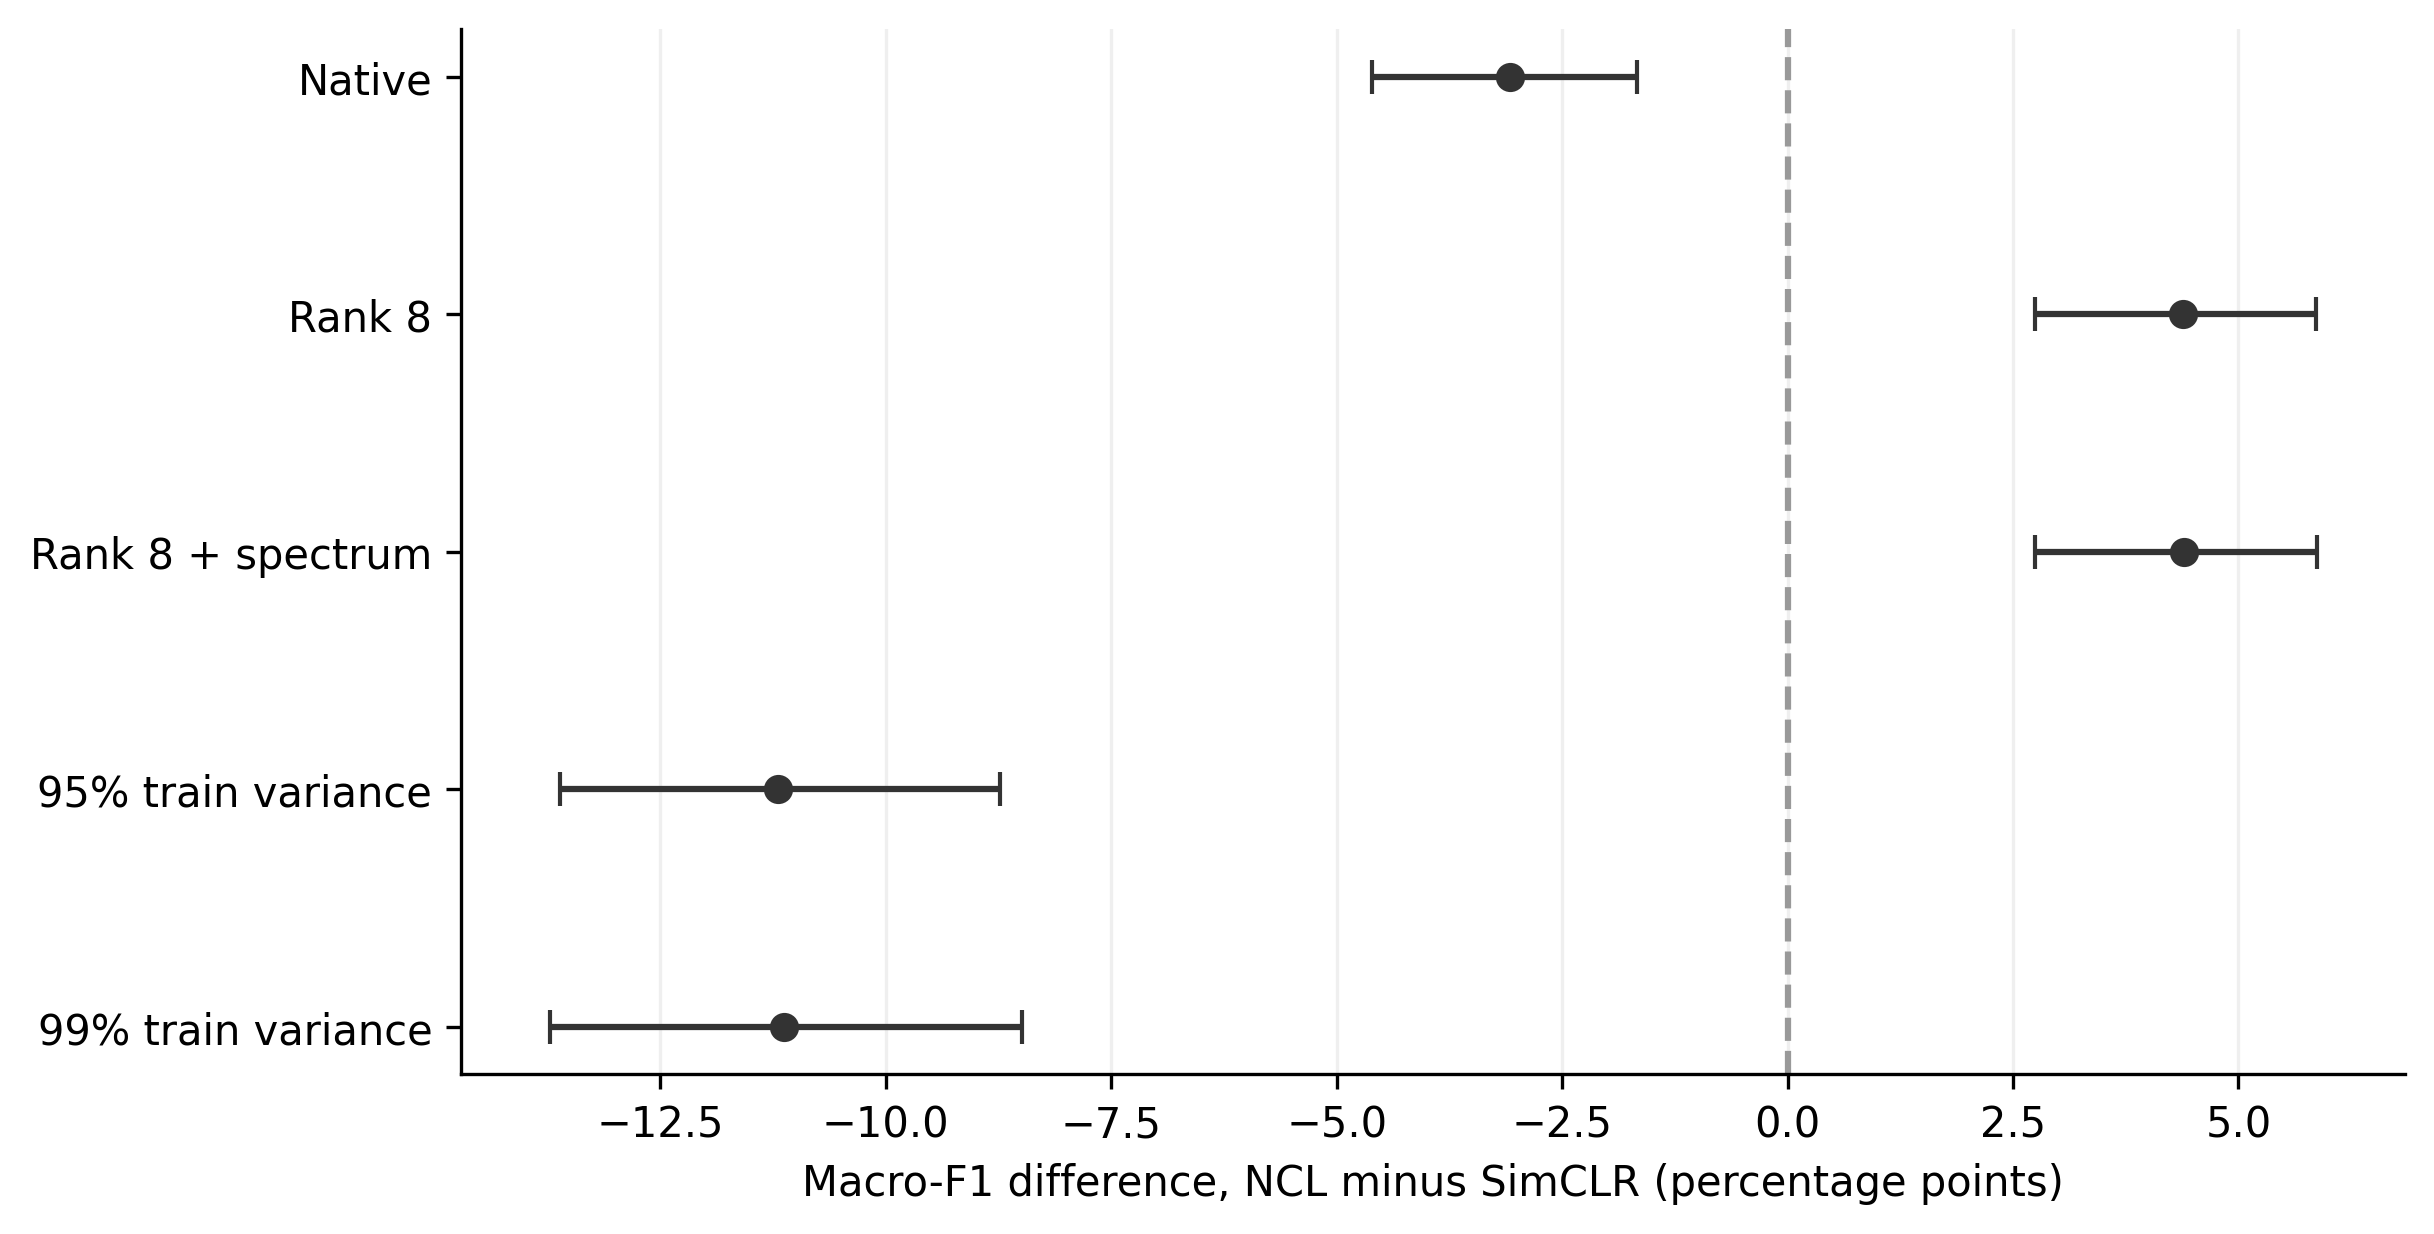 Native
Rank 8
Rank 8 + spectrum
95% train variance
99% train variance
−12.5 −10.0 −7.5 −5.0 −2.5 0.0 2.5 5.0
Macro-F1 difference, NCL minus SimCLR (percentage points)